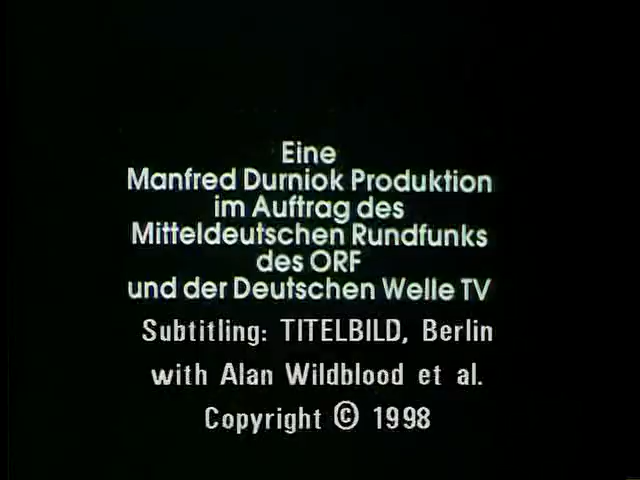 Eine
Manfred Durniok Produktion
im Auftrag des
Mitteldeutschen Rundfunks
des ORF
und der Deutschen Welle TV
Subtitling: TITELBILD, Berlin
with Alan Wildblood et al.
Copyright © 1998